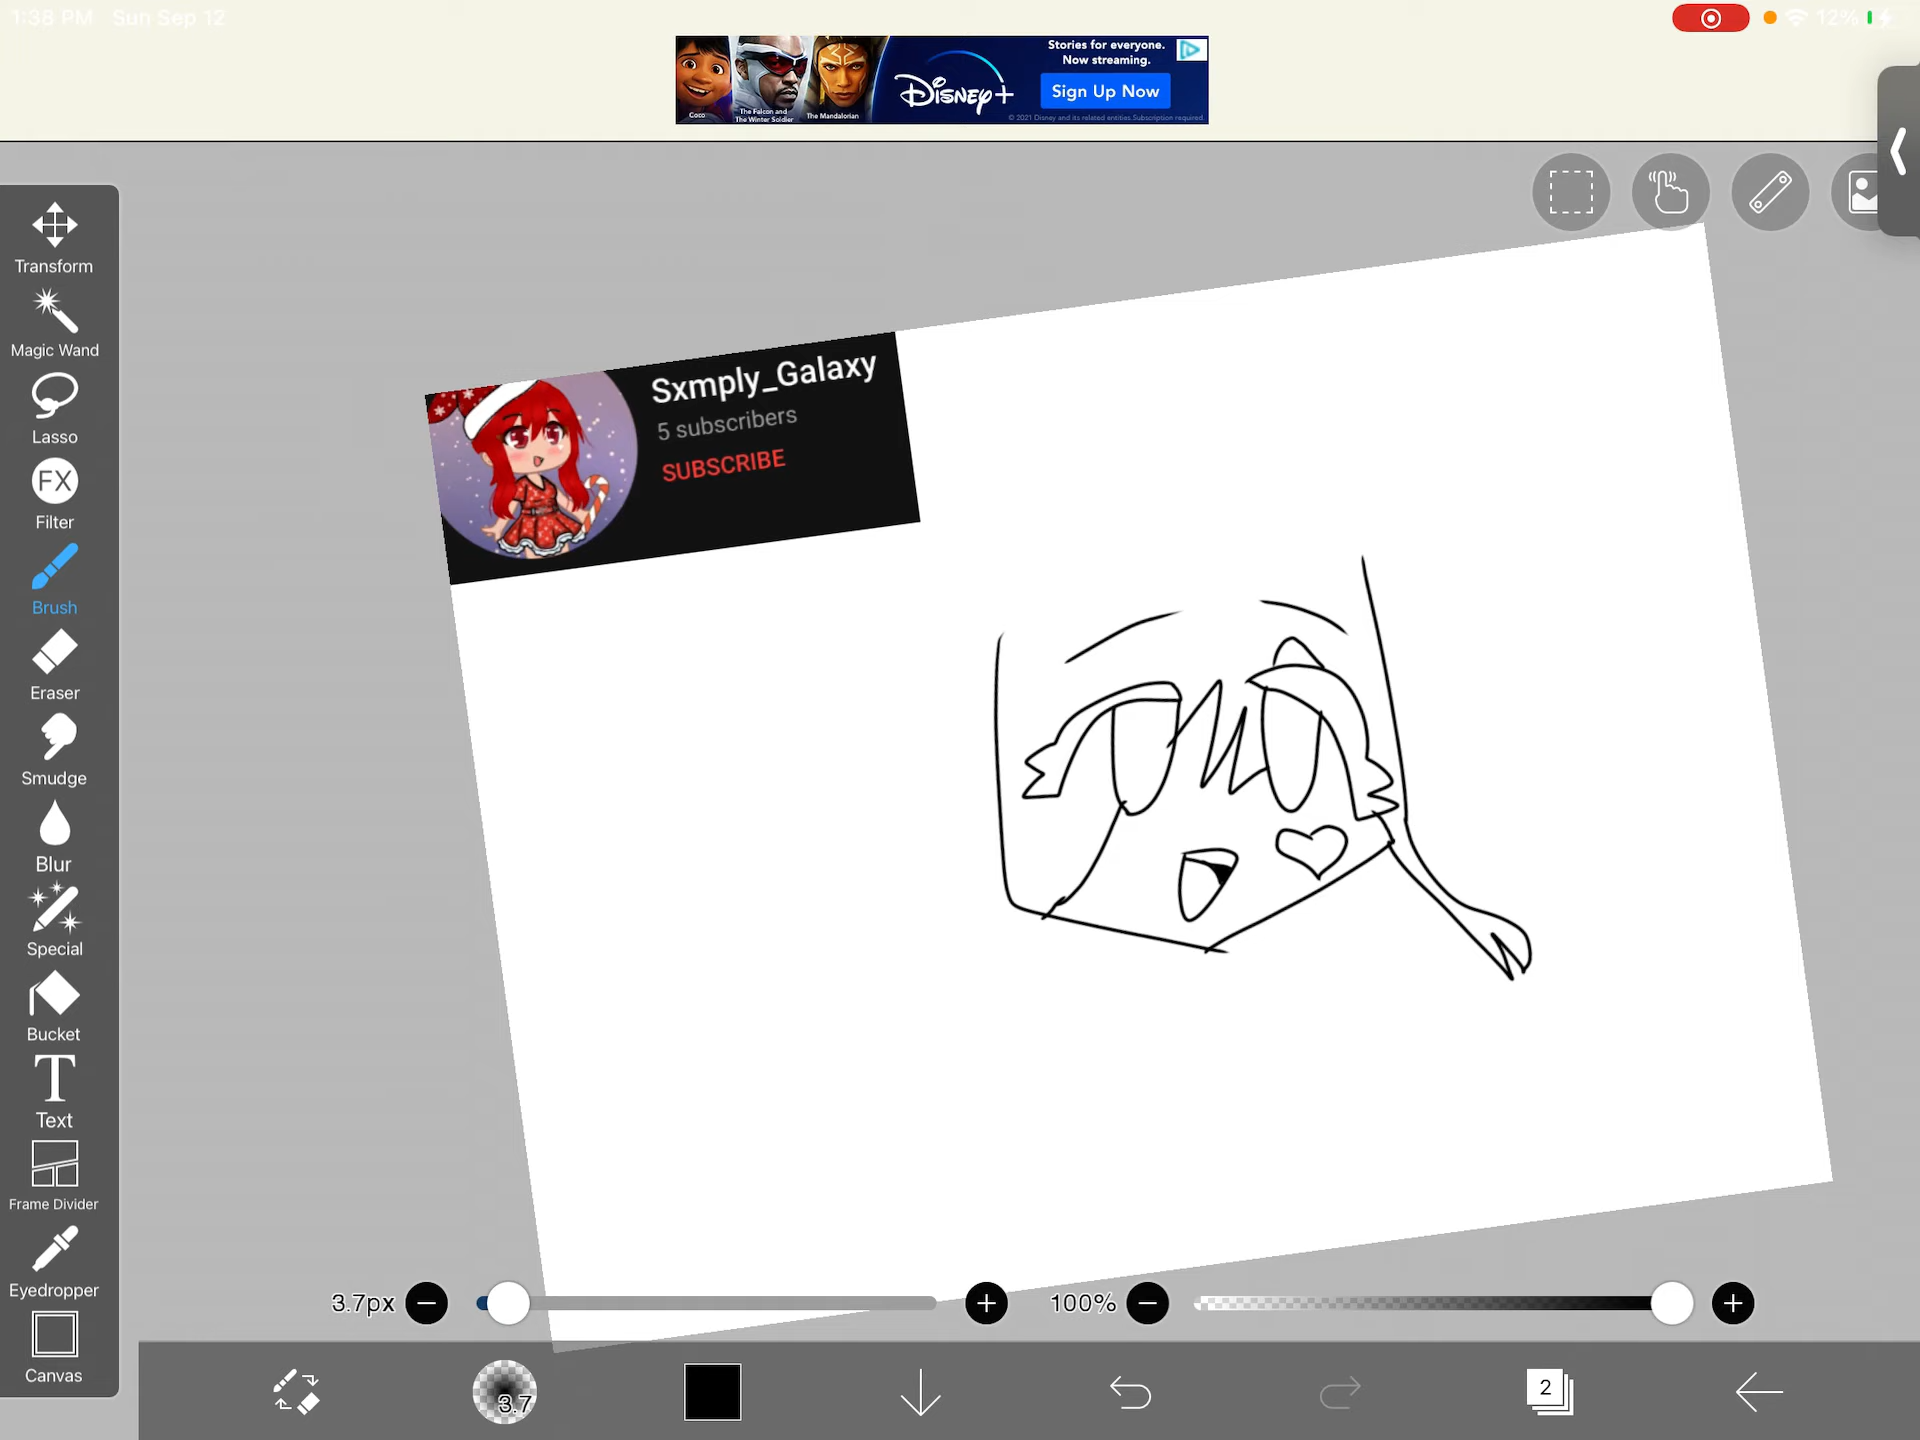 1:38 PM Sun Sep 12
12%
Coco
The Falcon and
The Winter Soldier
The Mandalorian
Disney+
Stories for everyone.
Now streaming.
Sign Up Now
© 2021 Disney and its related entities. Subscription required.
Transform
Magic Wand
Lasso
FX
Filter
Brush
Eraser
Smudge
Blur
Special
Bucket
T
Text
Frame Divider
Eyedropper
Canvas
Sxmply_Galaxy
5 subscribers
SUBSCRIBE
3.7px
100%
3.7
2